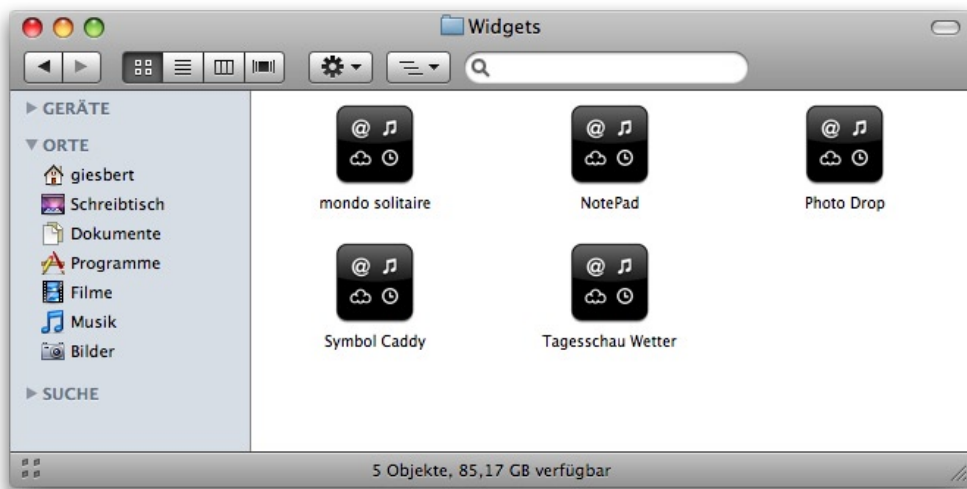 Widgets
GERÄTE
ORTE
giesbert
Schreibtisch
Dokumente
Programme
Filme
Musik
Bilder
SUCHE
mondo solitaire
NotePad
Photo Drop
Symbol Caddy
Tagesschau Wetter
5 Objekte, 85,17 GB verfügbar